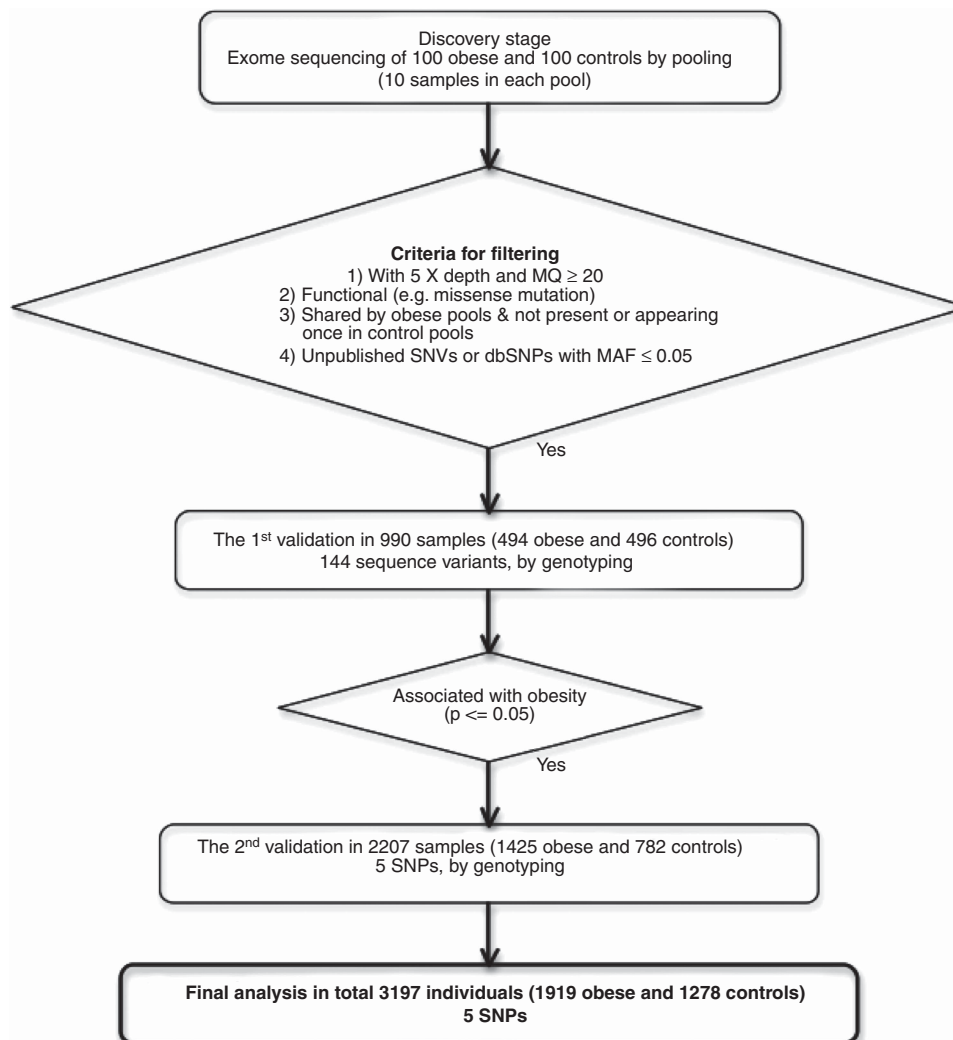 Discovery stage
Exome sequencing of 100 obese and 100 controls by pooling
(10 samples in each pool)
Criteria for filtering
1) With 5 X depth and MQ ≥ 20
2) Functional (e.g. missense mutation)
3) Shared by obese pools & not present or appearing
once in control pools
4) Unpublished SNVs or dbSNPs with MAF ≤ 0.05
Yes
The 1st validation in 990 samples (494 obese and 496 controls)
144 sequence variants, by genotyping
Associated with obesity
(p <= 0.05)
Yes
The 2nd validation in 2207 samples (1425 obese and 782 controls)
5 SNPs, by genotyping
Final analysis in total 3197 individuals (1919 obese and 1278 controls)
5 SNPs